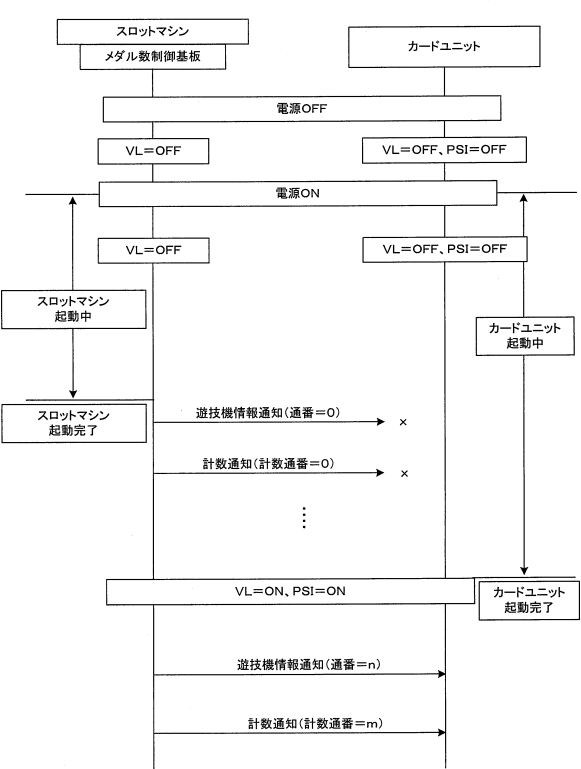 スロットマシン
メダル数制御基板
カードユニット
電源OFF
VL=OFF
VL=OFF、PSI=OFF
電源ON
VL=OFF
VL=OFF、PSI=OFF
スロットマシン
起動中
カードユニット
起動中
スロットマシン
起動完了
遊技機情報通知(通番=0)
×
計数通知(計数通番=0)
×
VL=ON、PSI=ON
カードユニット
起動完了
遊技機情報通知(通番=n)
計数通知(計数通番=m)